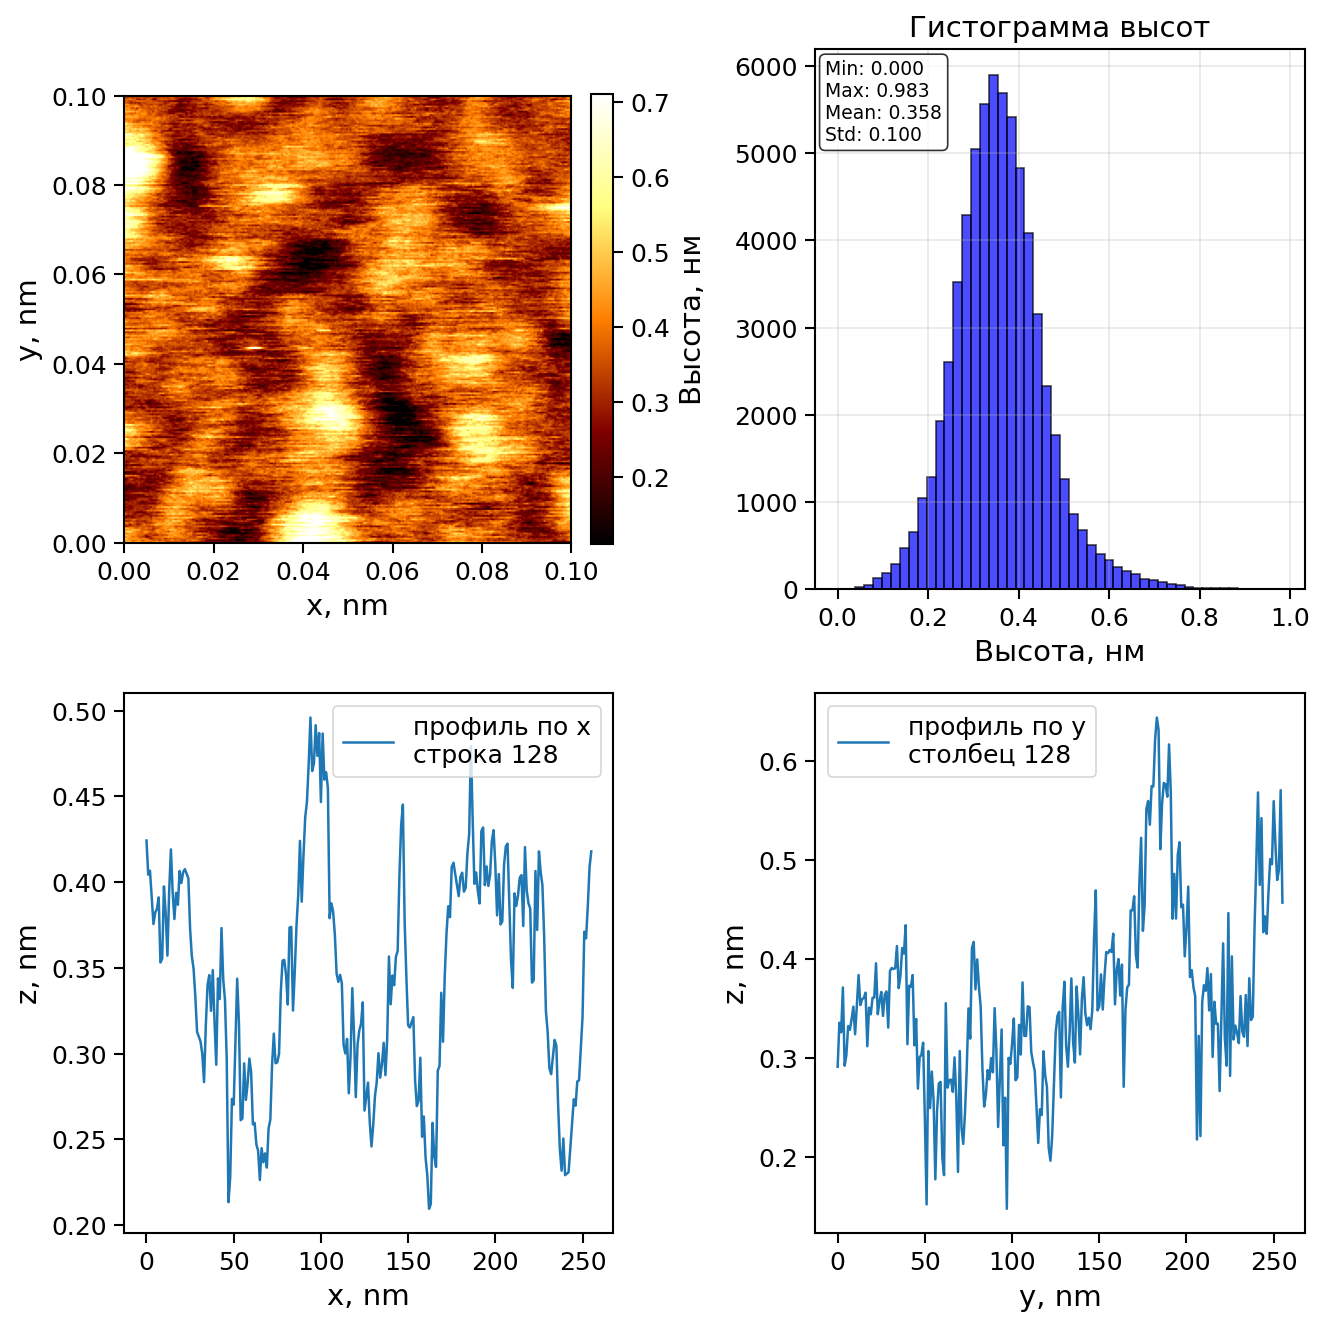 0.10
0.08
0.06
0.04
0.02
0.00
y, nm
0.00 0.02 0.04 0.06 0.08 0.10
x, nm
0.7
0.6
0.5
0.4
0.3
0.2
Высота, нм
Гистограмма высот
Min: 0.000
Max: 0.983
Mean: 0.358
Std: 0.100
6000
5000
4000
3000
2000
1000
0
0.0 0.2 0.4 0.6 0.8 1.0
Высота, нм
профиль по x
строка 128
0.50
0.45
0.40
0.35
0.30
0.25
0.20
z, nm
0 50 100 150 200 250
x, nm
профиль по y
столбец 128
0.6
0.5
0.4
0.3
0.2
z, nm
0 50 100 150 200 250
y, nm